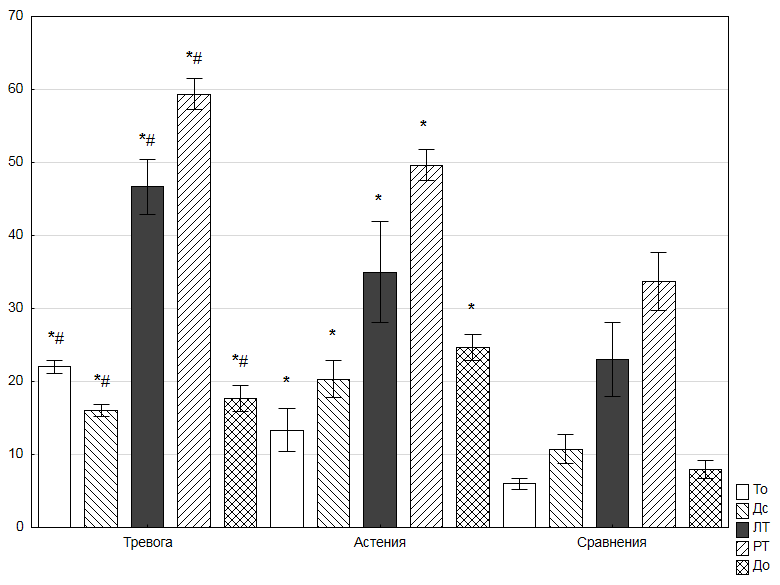 70
60
50
40
30
20
10
0
*#
*#
*#
*#
*#
*
*
*
*
*
Тревога
Астения
Сравнения
То
Дс
ЛТ
РТ
До